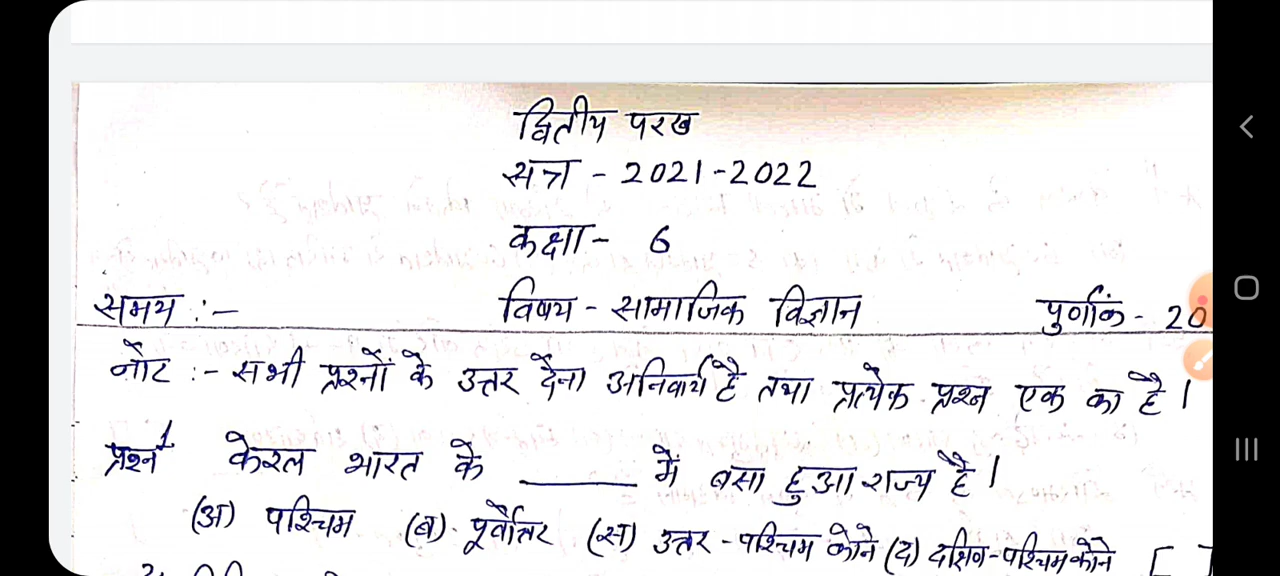 द्वितीय परख
सत्र - 2021-2022
कक्षा - 6
समय :- विषय - सामाजिक विज्ञान पुर्णांक - 20
नोट :- सभी प्रश्नों के उत्तर देना अनिवार्य है तथा प्रत्येक प्रश्न एक का है।
प्रश्न 1 केरल भारत के ______ में बसा हुआ राज्य है।
(अ) पश्चिम (ब) पूर्वोत्तर (स) उत्तर - पश्चिम कोने (द) दक्षिण-पश्चिम कोने [ ]